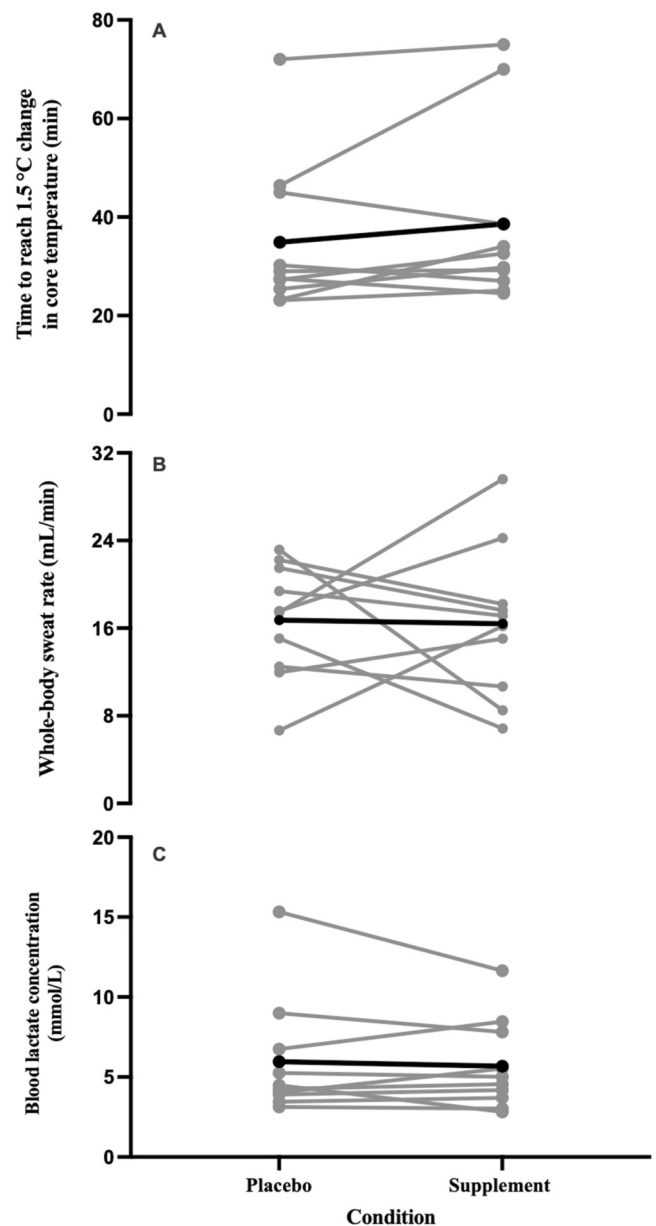 A
Time to reach 1.5 °C change
in core temperature (min)
80
60
40
20
0
B
Whole-body sweat rate (mL/min)
32
24
16
8
0
C
Blood lactate concentration
(mmol/L)
20
15
10
5
0
Placebo
Supplement
Condition